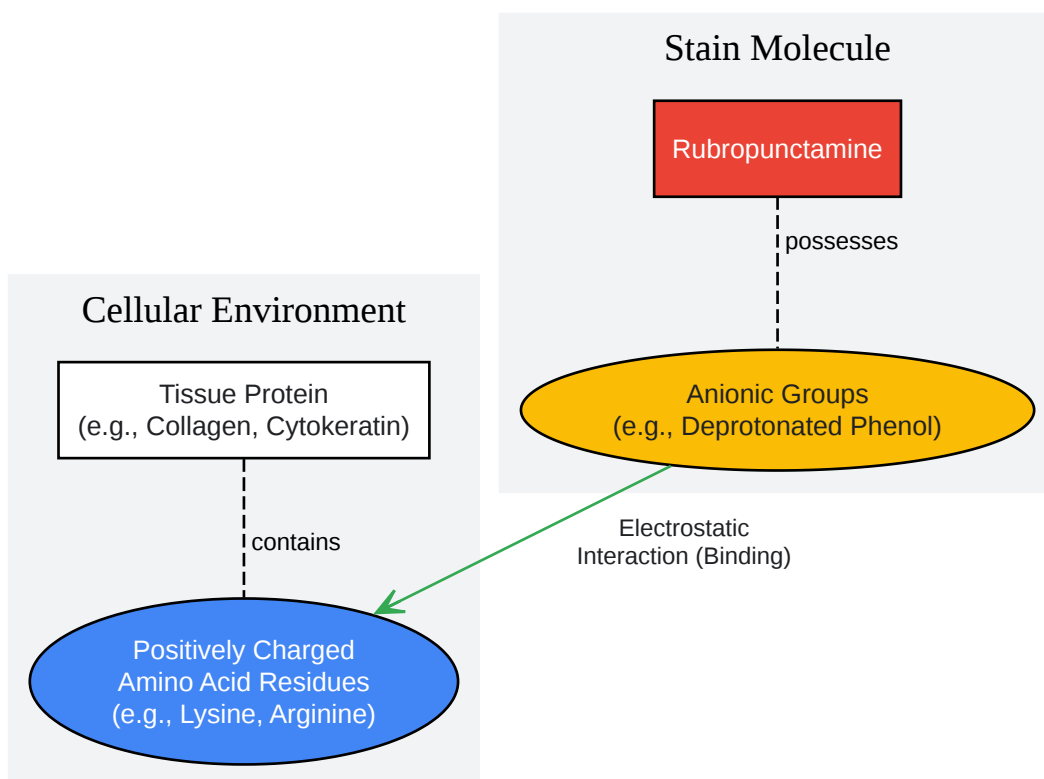 Stain Molecule
Rubropunctamine
possesses
Anionic Groups
(e.g., Deprotonated Phenol)
Cellular Environment
Tissue Protein
(e.g., Collagen, Cytokeratin)
contains
Electrostatic
Interaction (Binding)
Positively Charged
Amino Acid Residues
(e.g., Lysine, Arginine)